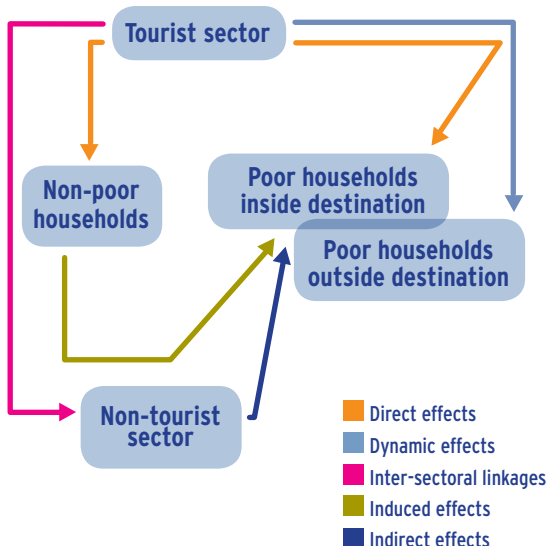 Tourist sector
Non-poor
households
Poor households
inside destination
Poor households
outside destination
Non-tourist
sector
Direct effects
Dynamic effects
Inter-sectoral linkages
Induced effects
Indirect effects